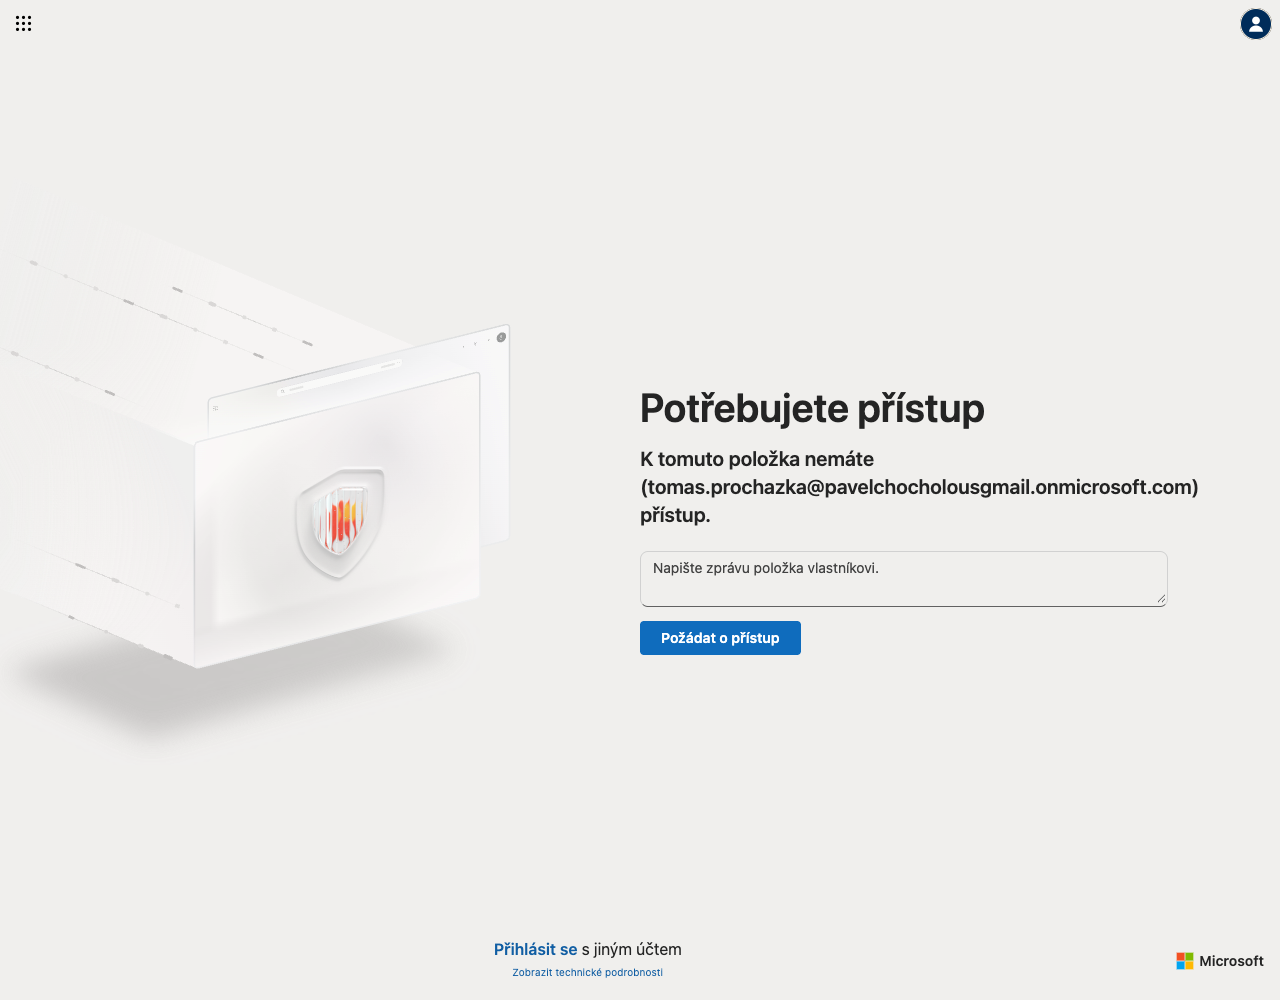 Potřebujete přístup
K tomuto položka nemáte
(tomas.prochazka@pavelchocholousgmail.onmicrosoft.com)
přístup.
Napište zprávu položka vlastníkovi.
Požádat o přístup
Přihlásit se s jiným účtem
Zobrazit technické podrobnosti
Microsoft